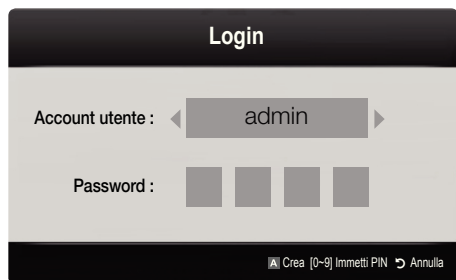 Login
Account utente : admin
Password :
A Crea [0~9] Immetti PIN Annulla